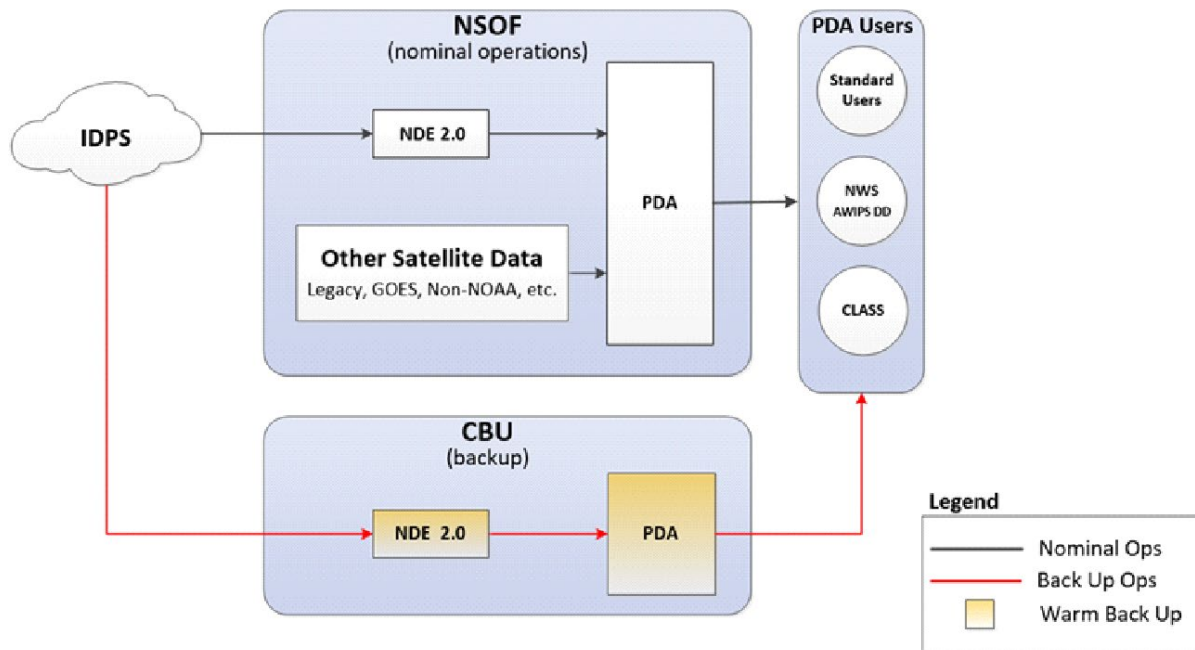 NSOF
(nominal operations)
PDA Users
Standard
Users
IDPS
NDE 2.0
PDA
NWS
AWIPS DD
Other Satellite Data
Legacy, GOES, Non-NOAA, etc.
CLASS
CBU
(backup)
NDE 2.0
PDA
Legend
Nominal Ops
Back Up Ops
Warm Back Up